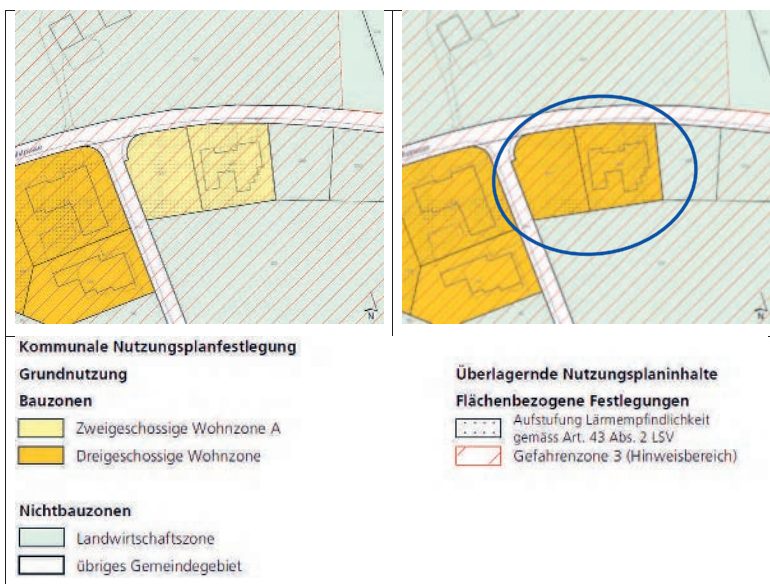 N
N
Kommunale Nutzungsplanfestlegung
Grundnutzung
Bauzonen
Zweigeschossige Wohnzone A
Dreigeschossige Wohnzone
Nichtbauzonen
Landwirtschaftszone
übriges Gemeindegebiet
Überlagernde Nutzungsplaninhalte
Flächenbezogene Festlegungen
Aufstufung Lärmempfindlichkeit
gemäss Art. 43 Abs. 2 LSV
Gefahrenzone 3 (Hinweisbereich)